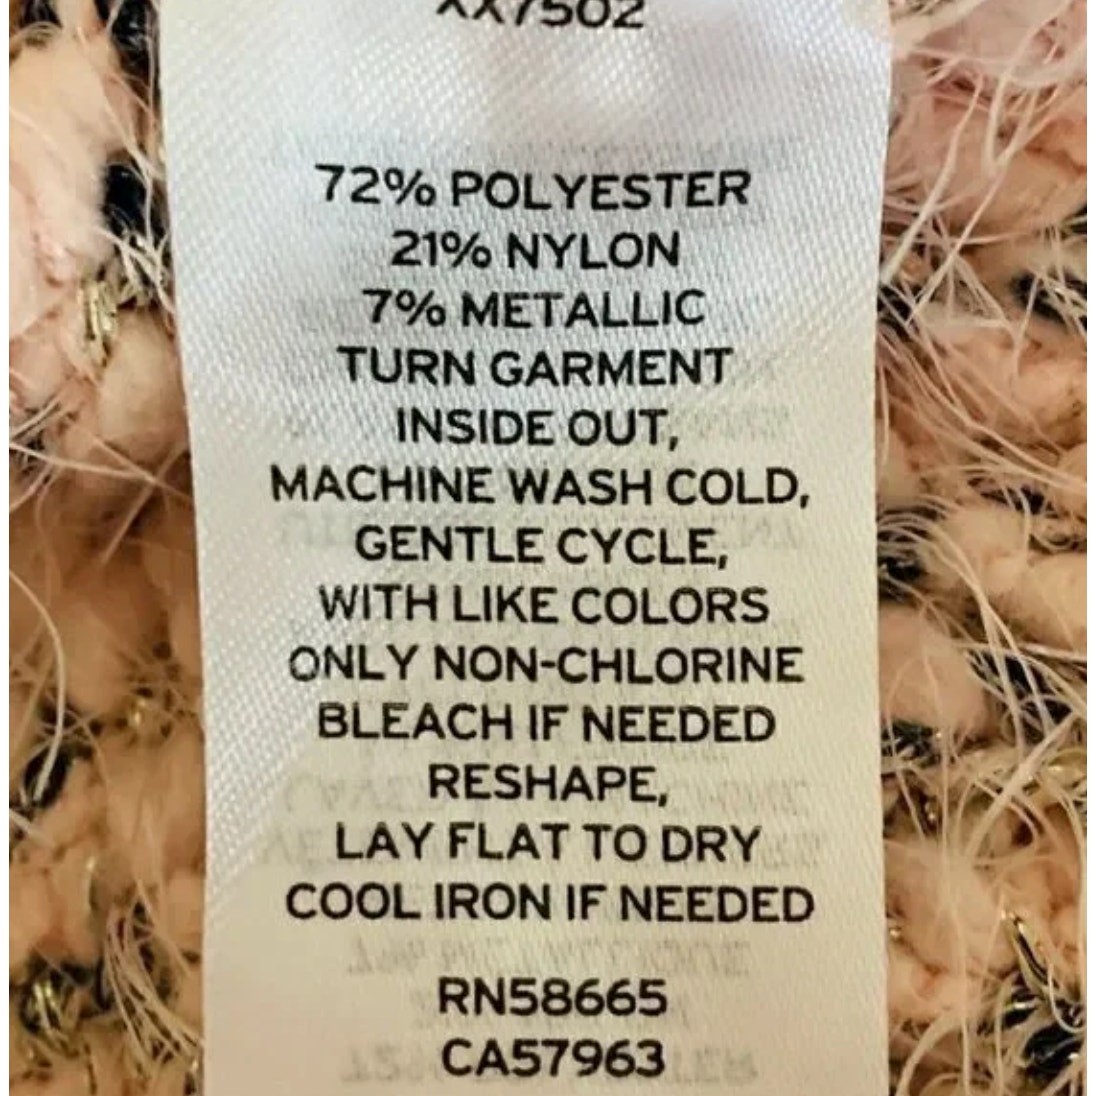 XX7502
72% POLYESTER
21% NYLON
7% METALLIC
TURN GARMENT
INSIDE OUT,
MACHINE WASH COLD,
GENTLE CYCLE,
WITH LIKE COLORS
ONLY NON-CHLORINE
BLEACH IF NEEDED
RESHAPE,
LAY FLAT TO DRY
COOL IRON IF NEEDED
RN58665
CA57963